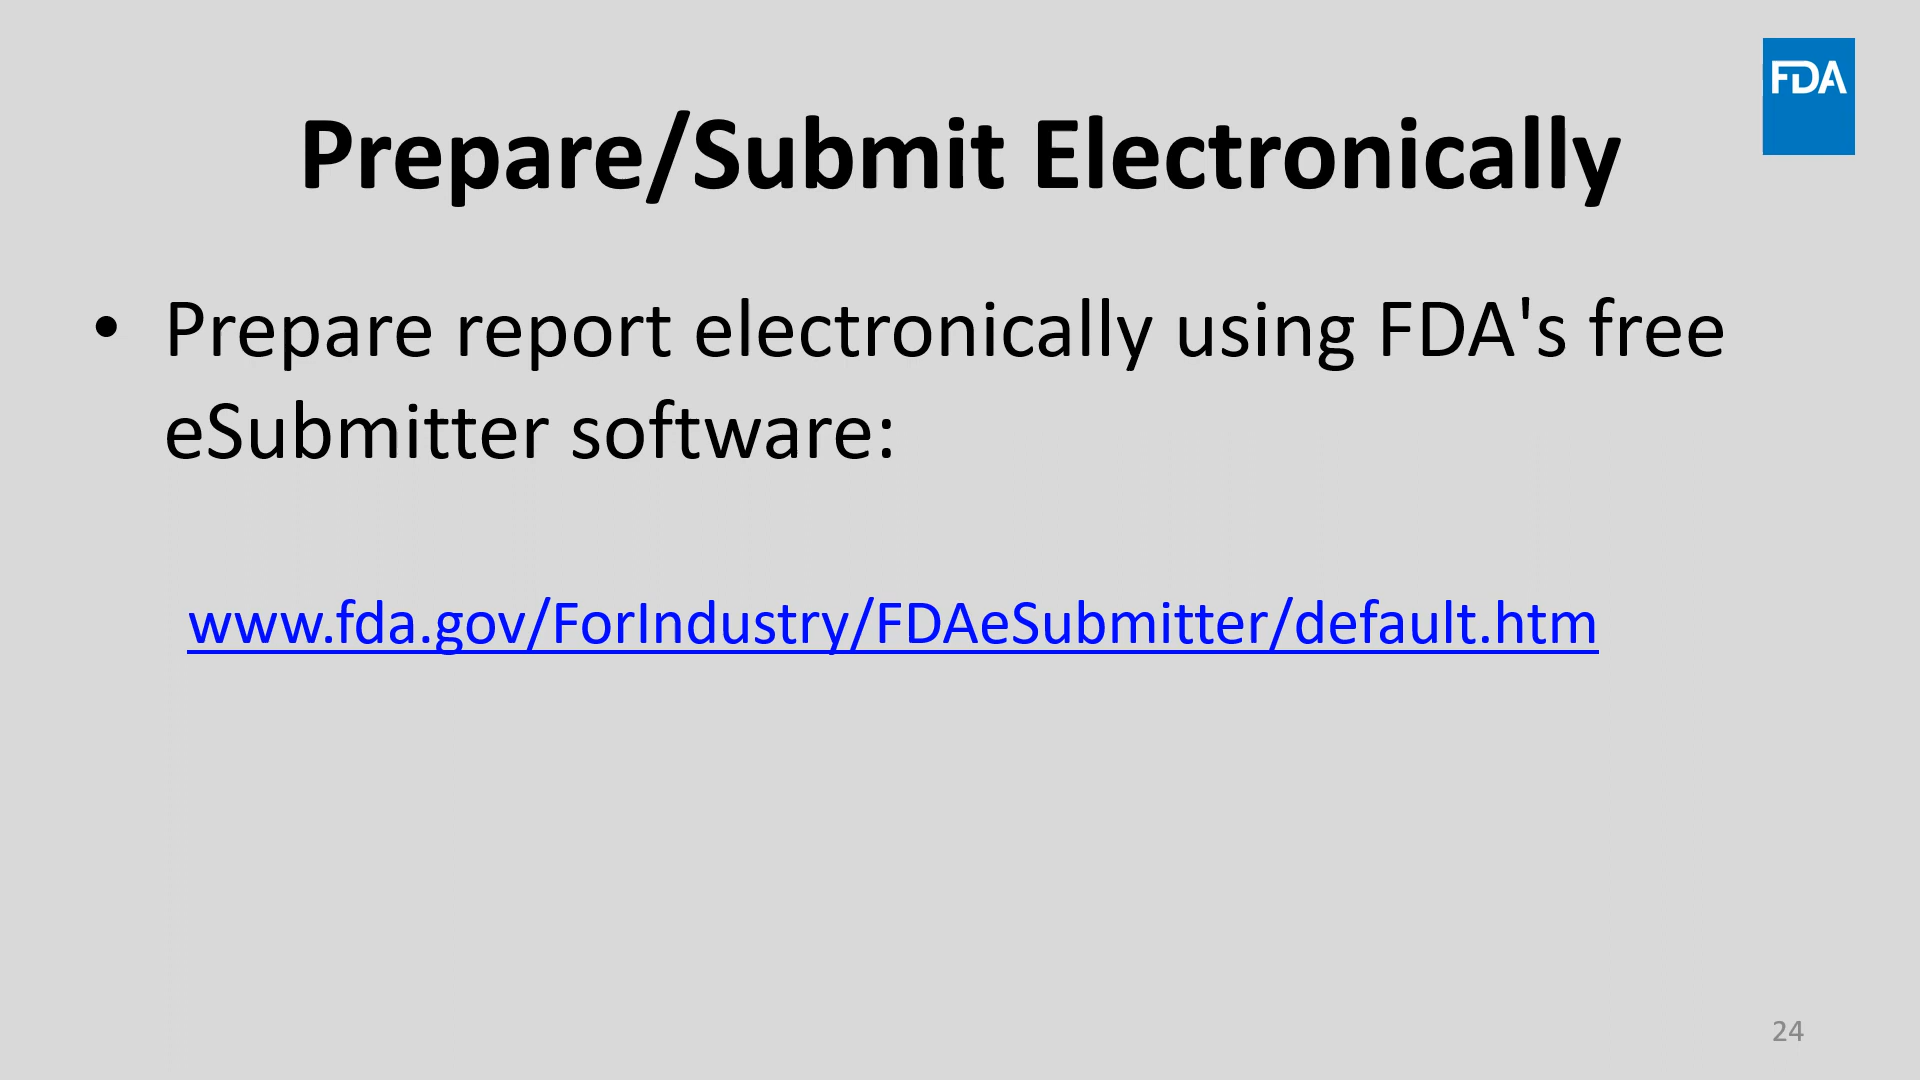 FDA
Prepare/Submit Electronically
• Prepare report electronically using FDA's free
eSubmitter software:
www.fda.gov/ForIndustry/FDAeSubmitter/default.htm
24